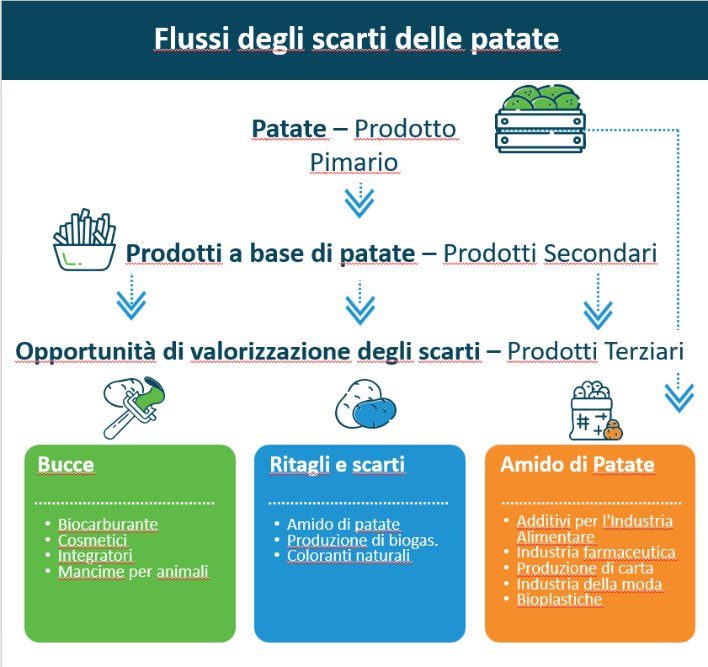 Flussi degli scarti delle patate
Patate – Prodotto
Pimario
Prodotti a base di patate – Prodotti Secondari
Opportunità di valorizzazione degli scarti – Prodotti Terziari
Bucce
• Biocarburante
• Cosmetici
• Integratori
• Mancime per animali
Ritagli e scarti
• Amido di patate
• Produzione di biogas.
• Coloranti naturali
Amido di Patate
• Additivi per l'Industria
Alimentare
• Industria farmaceutica
• Produzione di carta
• Industria della moda
• Bioplastiche